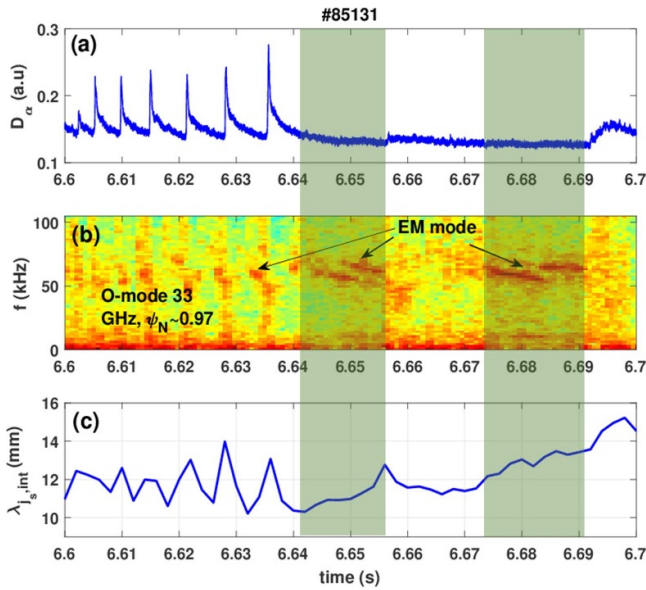 #85131
(a)
D_α (a.u)
0.3
0.2
0.1
6.6 6.61 6.62 6.63 6.64 6.65 6.66 6.67 6.68 6.69 6.7
(b)
EM mode
f (kHz)
100
50
0
O-mode 33
GHz, ψ_N~0.97
6.6 6.61 6.62 6.63 6.64 6.65 6.66 6.67 6.68 6.69 6.7
(c)
λ_{j_s,int} (mm)
16
14
12
10
6.6 6.61 6.62 6.63 6.64 6.65 6.66 6.67 6.68 6.69 6.7
time (s)